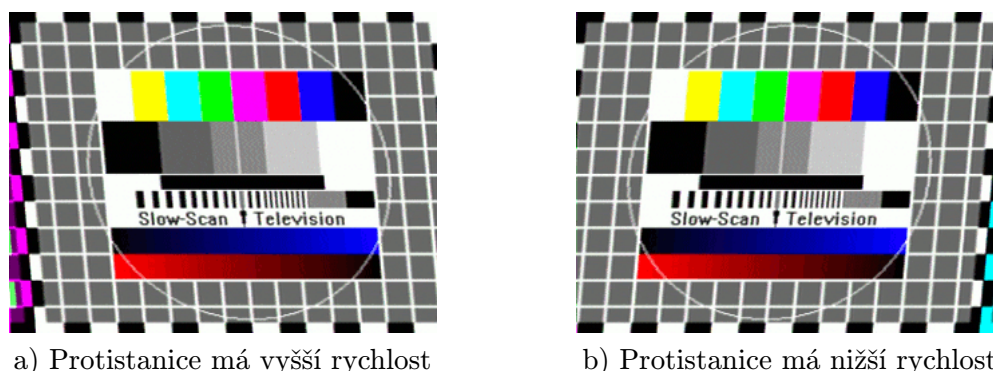 Slow-Scan Television
Slow-Scan Television
a) Protistanice má vyšší rychlost
b) Protistanice má nižší rychlost